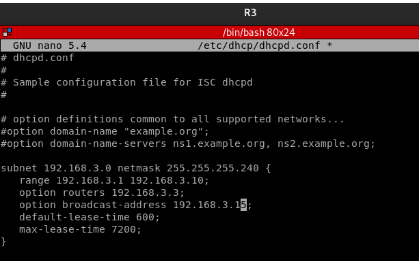 R3
/bin/bash 80x24
GNU nano 5.4 /etc/dhcp/dhcpd.conf *
# dhcpd.conf
#
# Sample configuration file for ISC dhcpd
#
# option definitions common to all supported networks...
#option domain-name "example.org";
#option domain-name-servers ns1.example.org, ns2.example.org;
subnet 192.168.3.0 netmask 255.255.255.240 {
range 192.168.3.1 192.168.3.10;
option routers 192.168.3.3;
option broadcast-address 192.168.3.15;
default-lease-time 600;
max-lease-time 7200;
}